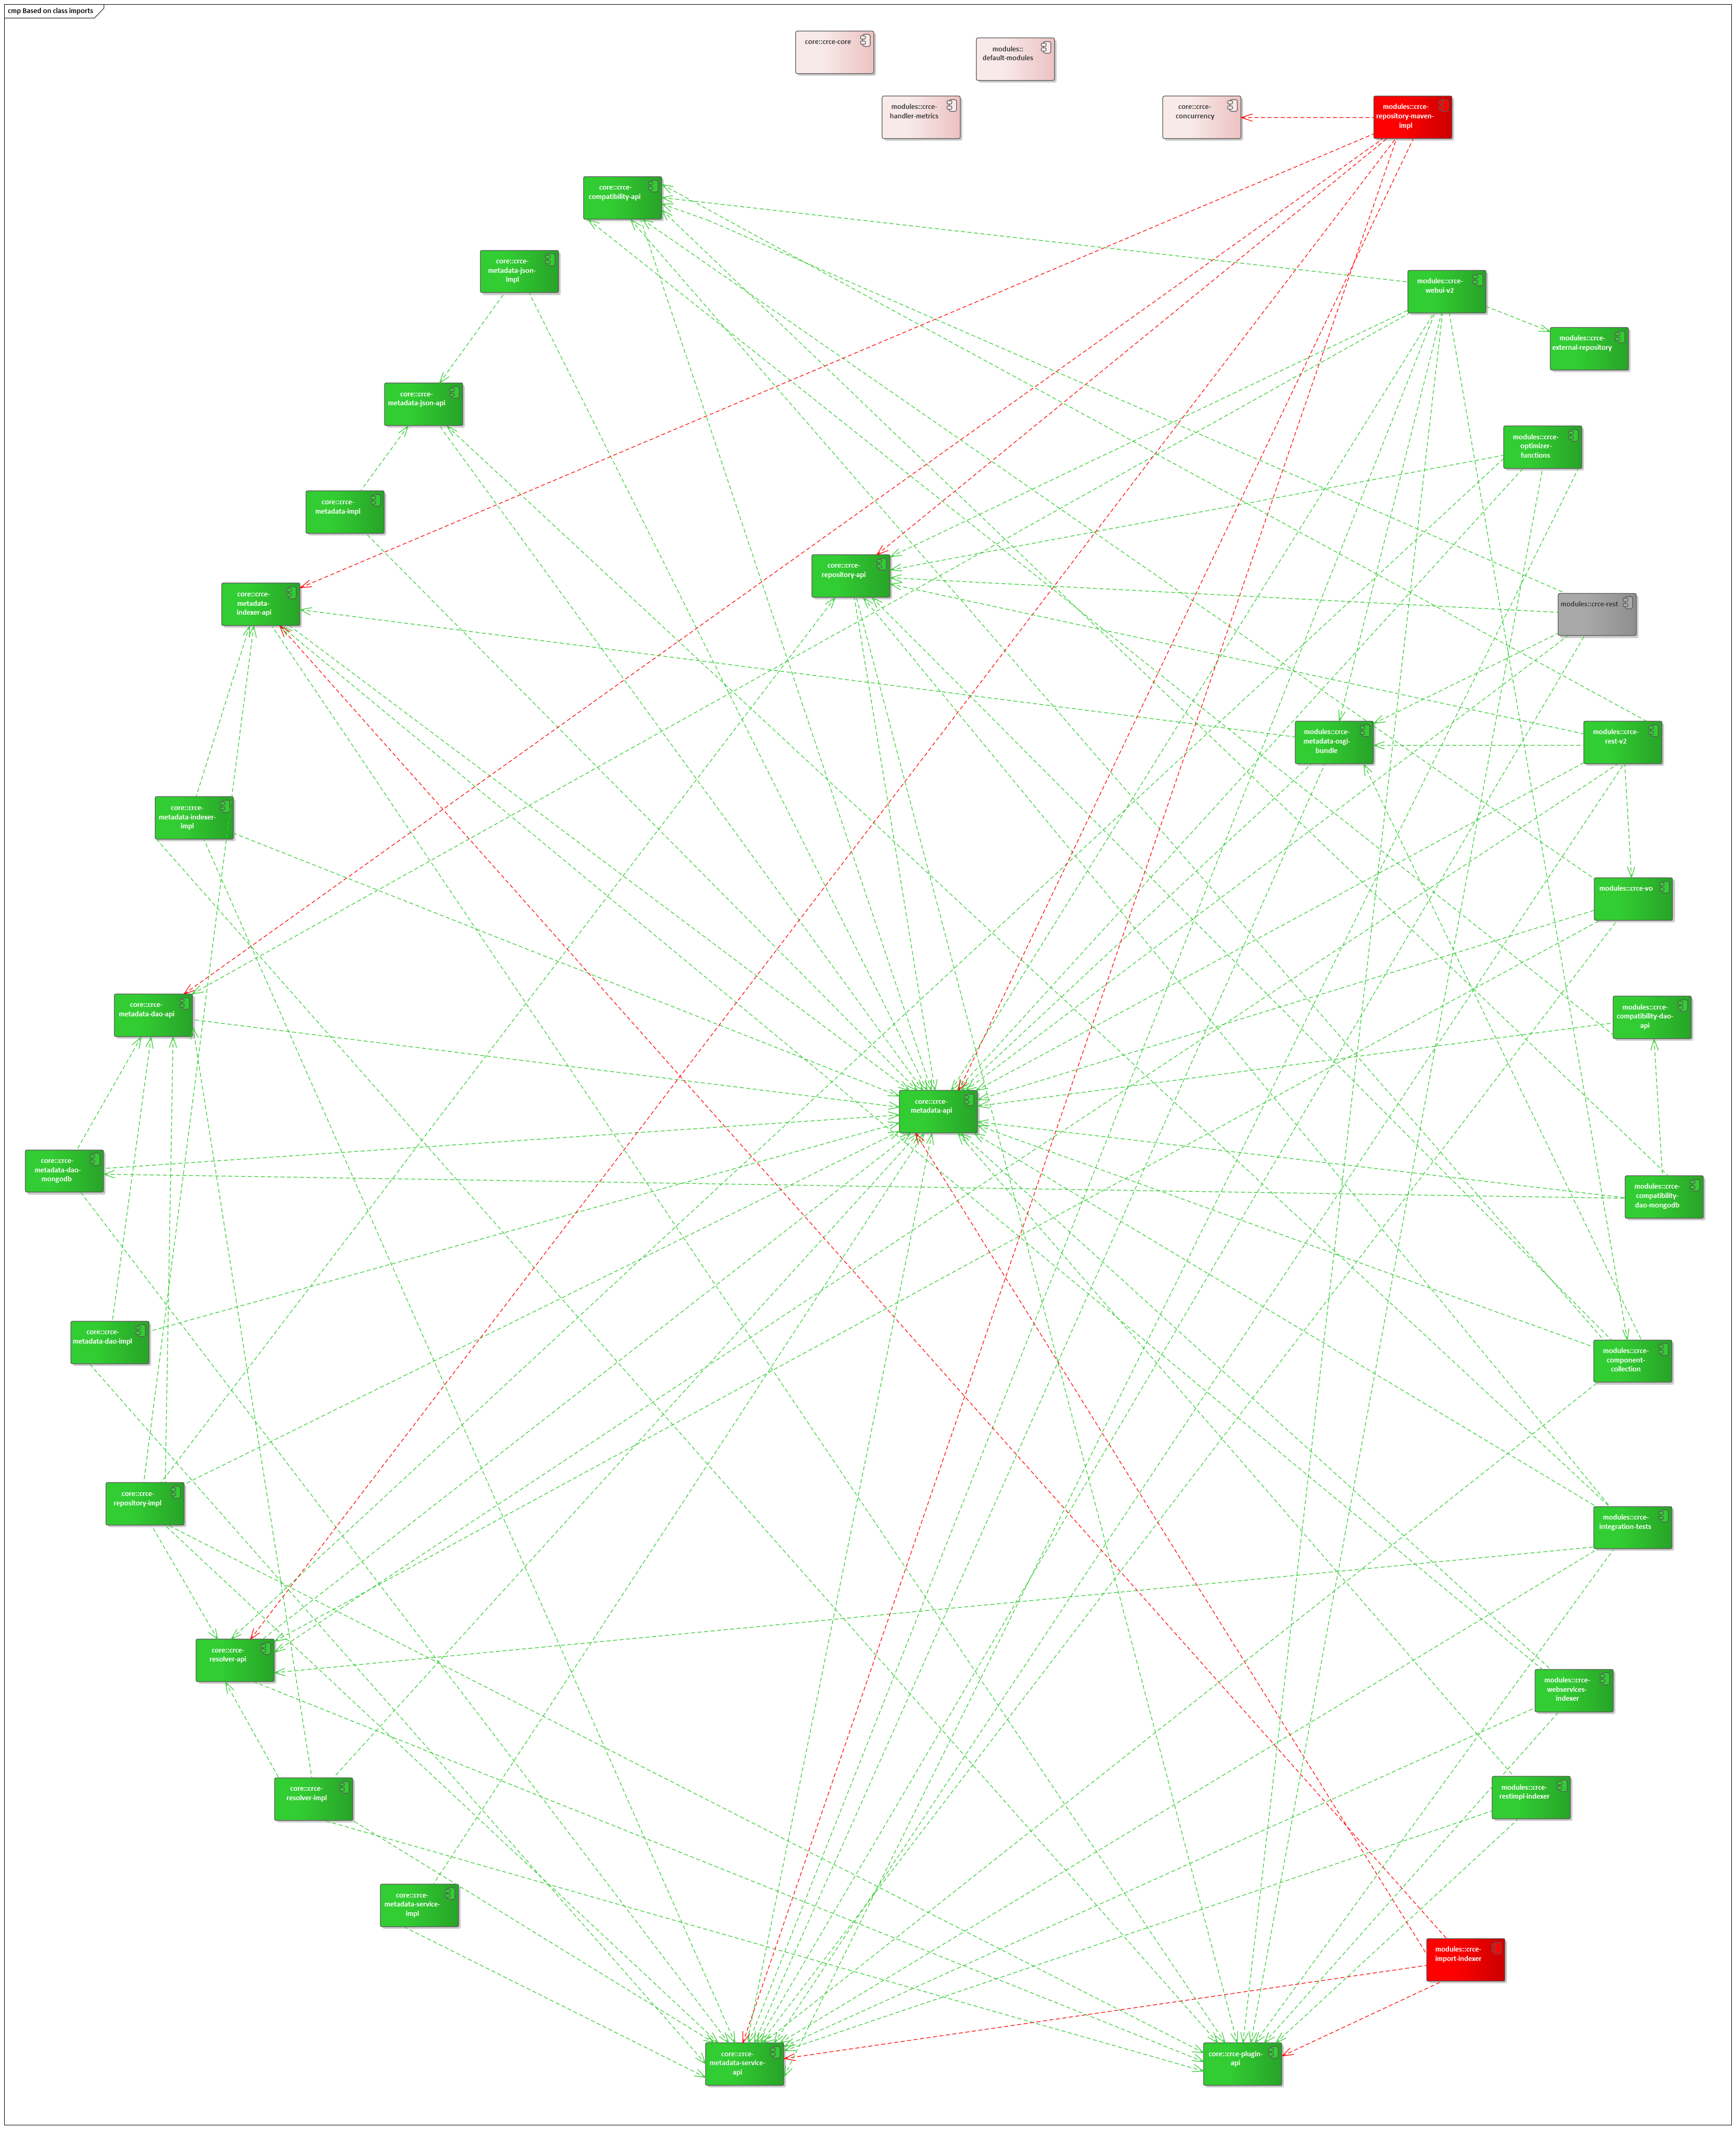 cmp Based on class imports
core::crce-core
modules::
default-modules
modules::crce-
handler-metrics
core::crce-
concurrency
modules::crce-
repository-maven-
impl
core::crce-
compatibility-api
core::crce-
metadata-json-
impl
modules::crce-
webui-v2
modules::crce-
external-repository
core::crce-
metadata-json-api
modules::crce-
optimizer-
functions
core::crce-
metadata-impl
core::crce-
repository-api
core::crce-
metadata-
indexer-api
modules::crce-rest
modules::crce-
metadata-osgi-
bundle
modules::crce-
rest-v2
core::crce-
metadata-indexer-
impl
modules::crce-vo
core::crce-
metadata-dao-api
modules::crce-
compatibility-dao-
api
core::crce-
metadata-api
core::crce-
metadata-dao-
mongodb
modules::crce-
compatibility-
dao-mongodb
core::crce-
metadata-dao-impl
modules::crce-
component-
collection
core::crce-
repository-impl
modules::crce-
integration-tests
core::crce-
resolver-api
modules::crce-
webservices-
indexer
core::crce-
resolver-impl
modules::crce-
restimpl-indexer
core::crce-
metadata-service-
impl
modules::crce-
import-indexer
core::crce-
metadata-service-
api
core::crce-plugin-
api